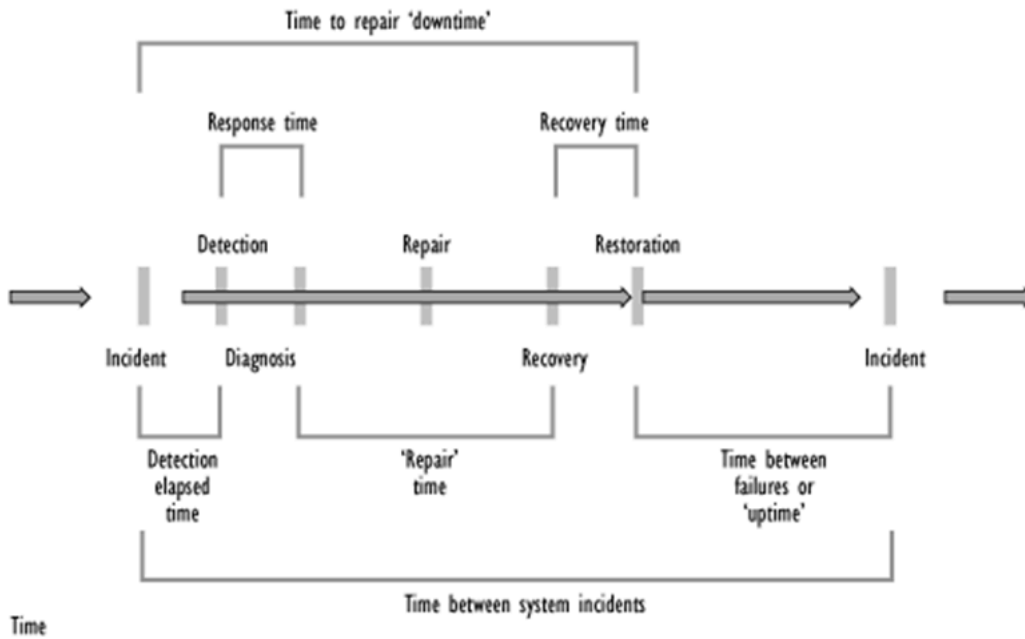 Time to repair ‘downtime’
Response time
Recovery time
Detection
Repair
Restoration
Incident
Diagnosis
Recovery
Incident
Detection
elapsed
time
‘Repair’
time
Time between
failures or
‘uptime’
Time between system incidents
Time